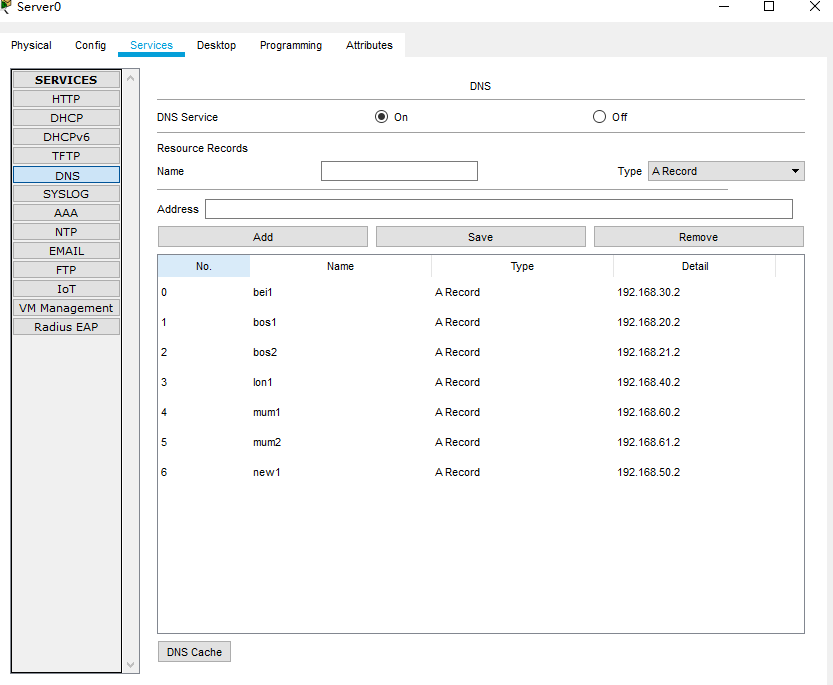 Server0
Physical Config Services Desktop Programming Attributes
SERVICES
HTTP
DHCP
DHCPv6
TFTP
DNS
SYSLOG
AAA
NTP
EMAIL
FTP
IoT
VM Management
Radius EAP
DNS
DNS Service On Off
Resource Records
Name Type A Record
Address
Add Save Remove
No. Name Type Detail
0 bei1 A Record 192.168.30.2
1 bos1 A Record 192.168.20.2
2 bos2 A Record 192.168.21.2
3 lon1 A Record 192.168.40.2
4 mum1 A Record 192.168.60.2
5 mum2 A Record 192.168.61.2
6 new1 A Record 192.168.50.2
DNS Cache